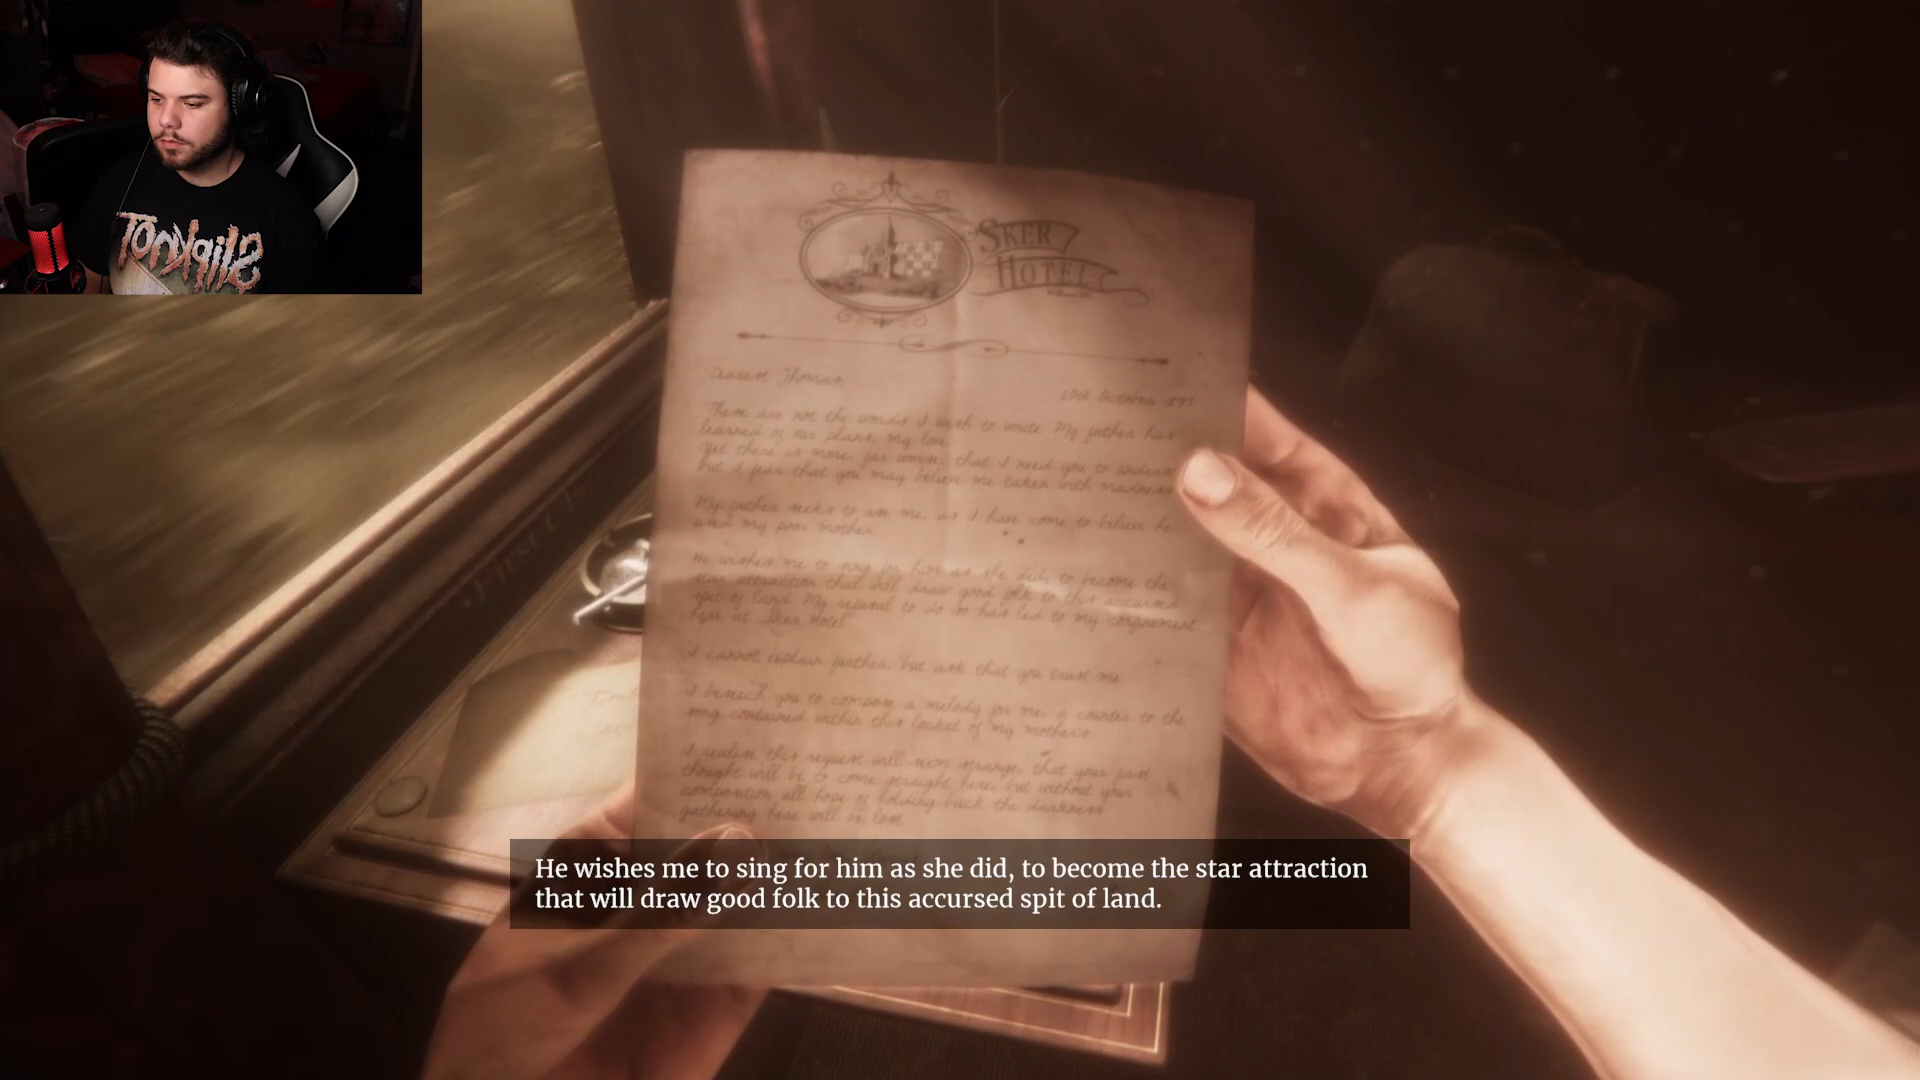 Slipknot
SKER
HOTEL
Dearest Thomas,
20th October 1897
These are not the words I wish to write. My father has
learned of our plans, my love.
Yet there is more, far worse, that I need you to
but I fear that you may believe me taken with madness
My father seeks to use me, as I have come to believe he
used my poor mother.
He wishes me to sing for him as she did, to become the
star attraction that will draw good folk to this accursed
spit of land. My refusal to do so has led to my confinement
here at Sker Hotel.
I cannot explain further, but ask that you trust me.
I beseech you to compose a melody for me, a counter to the
song contained within this locket of my mother's.
I realise this request will seem strange, that your first
thought will be to come straight here, but without your
composition all hope of holding back the darkness
gathering here will be lost
First Class
He wishes me to sing for him as she did, to become the star attraction
that will draw good folk to this accursed spit of land.